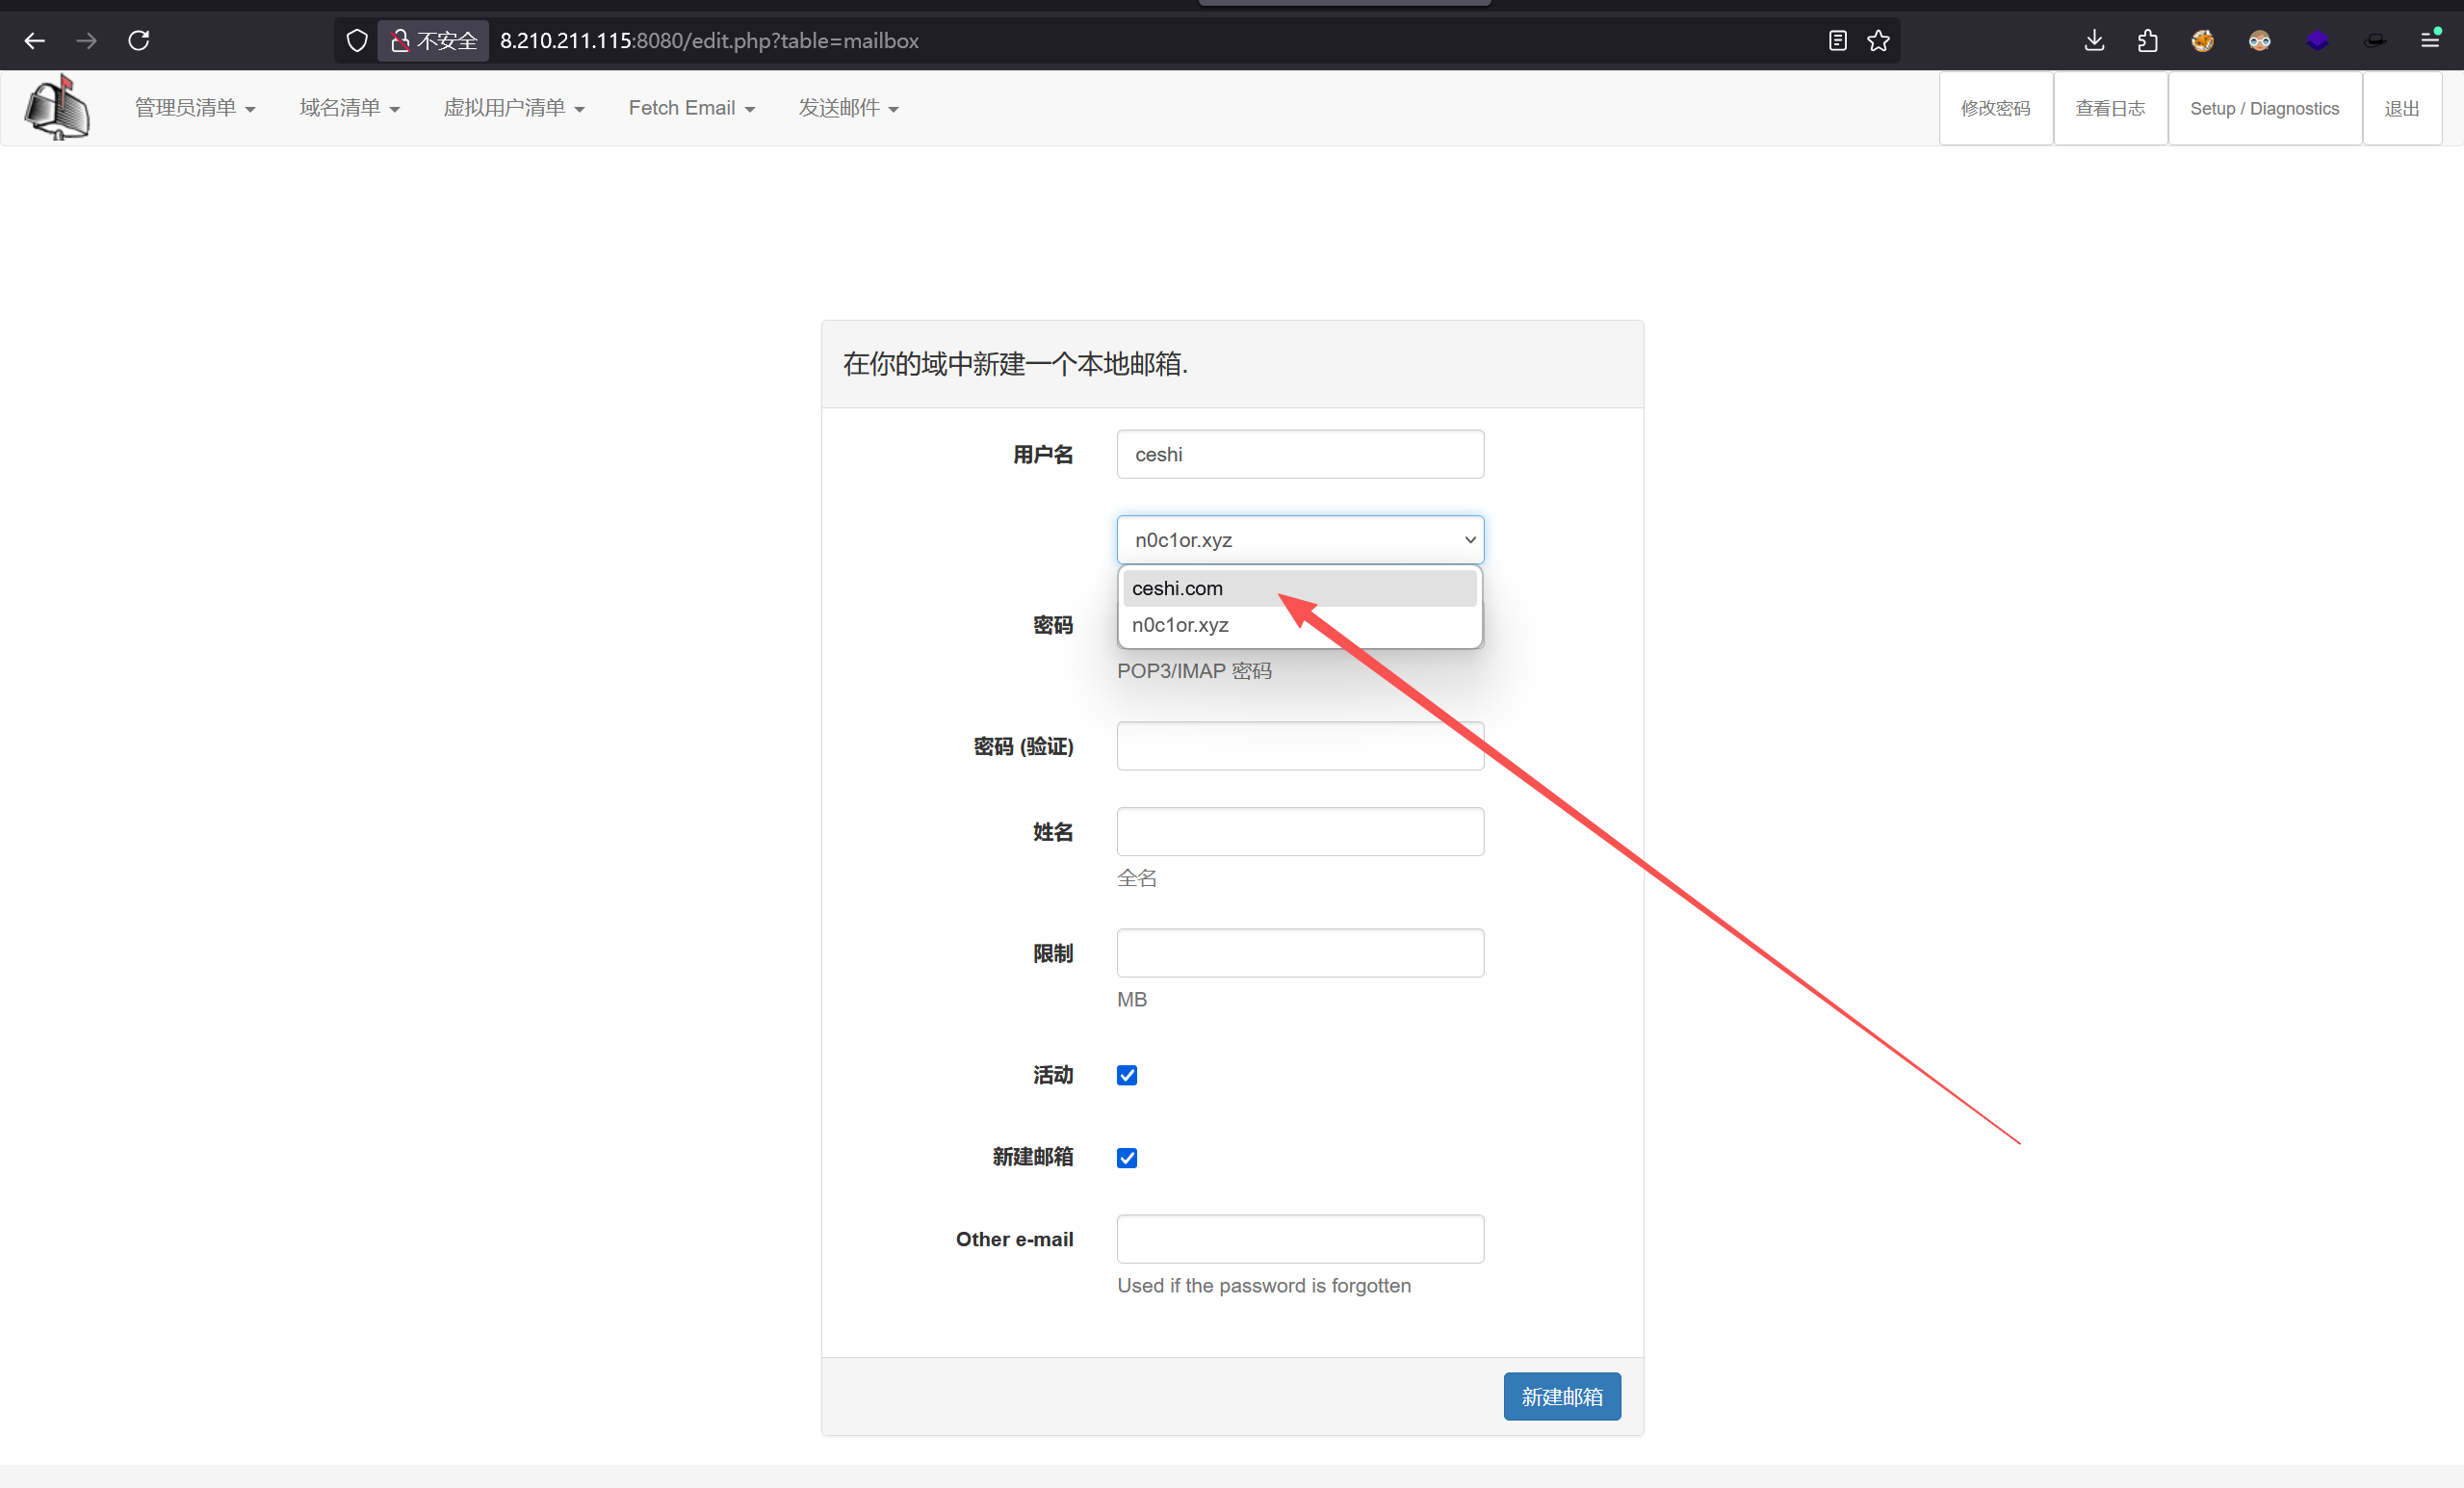 不安全 8.210.211.115:8080/edit.php?table=mailbox
管理员清单 域名清单 虚拟用户清单 Fetch Email 发送邮件 修改密码 查看日志 Setup / Diagnostics 退出
在你的域中新建一个本地邮箱.
用户名 ceshi
n0c1or.xyz
ceshi.com
n0c1or.xyz
密码
POP3/IMAP 密码
密码 (验证)
姓名
全名
限制
MB
活动
新建邮箱
Other e-mail
Used if the password is forgotten
新建邮箱